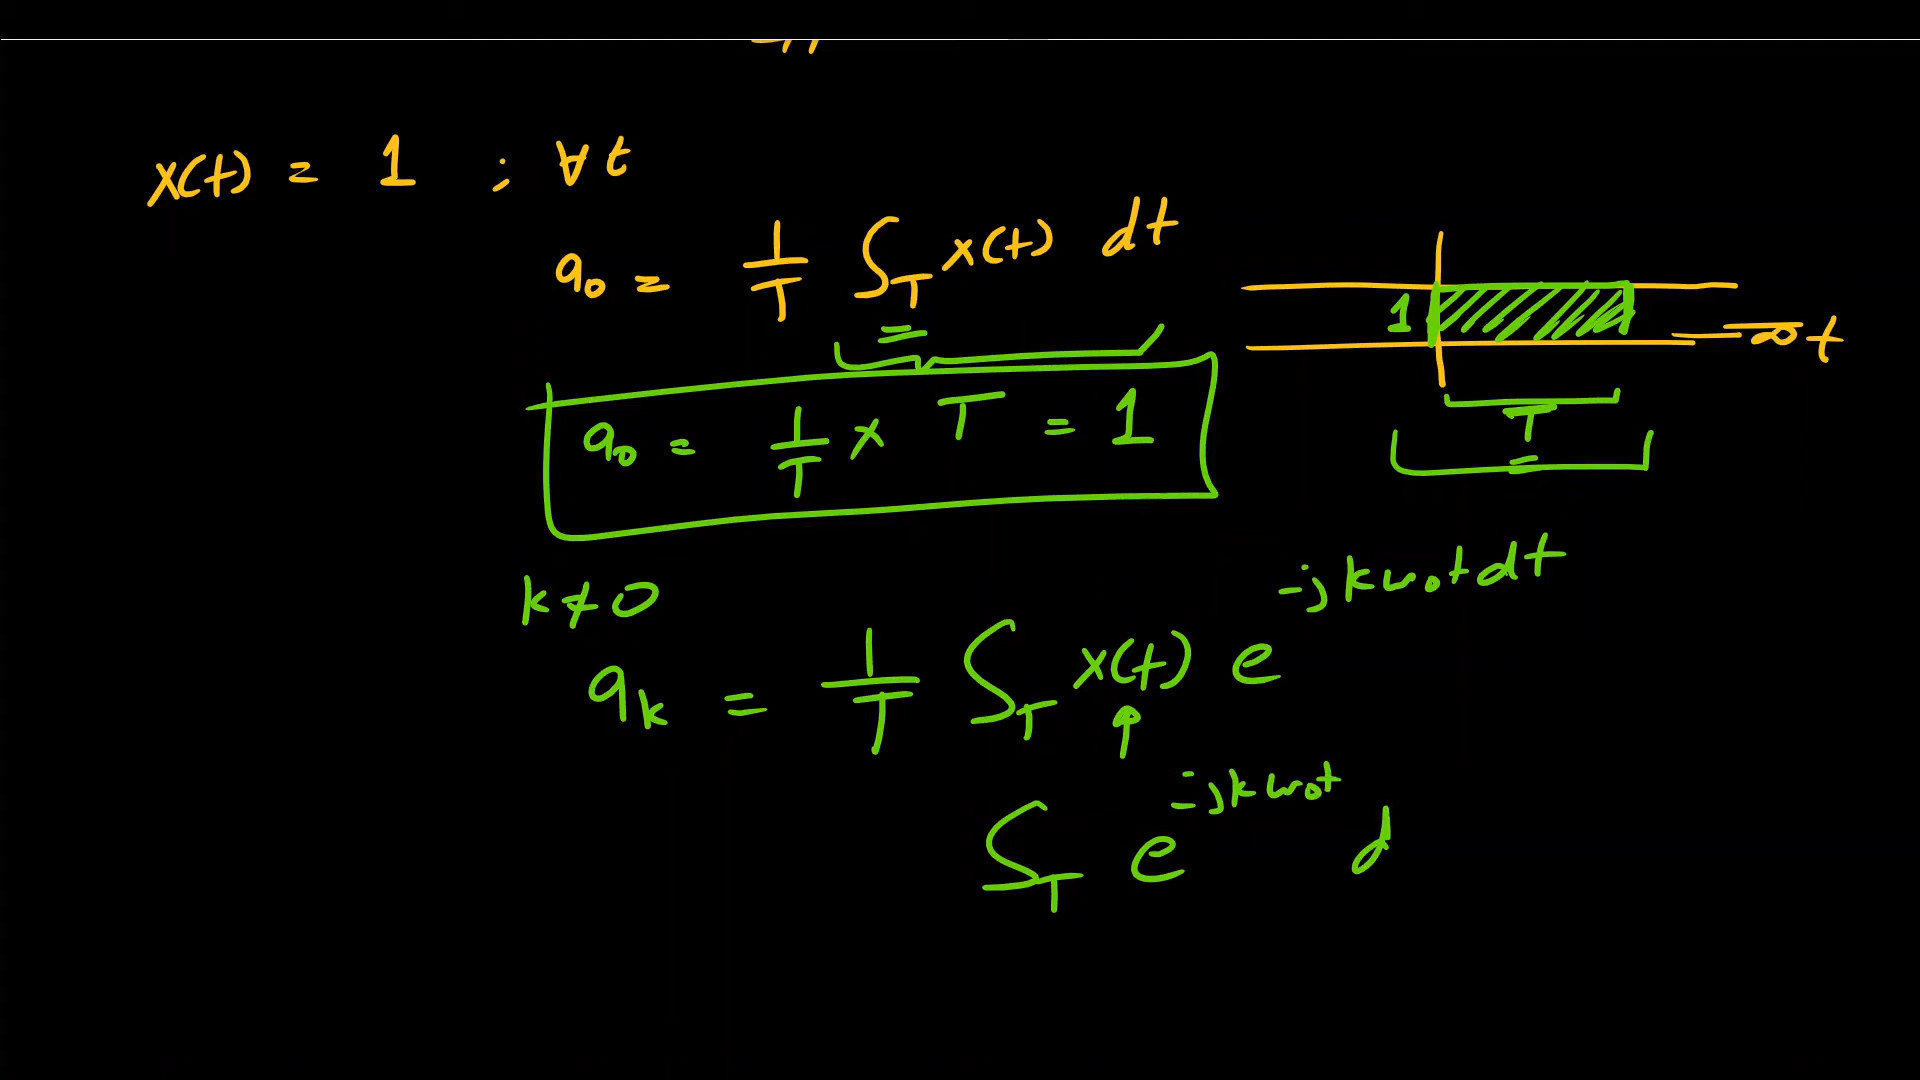 x(t) = 1 ; ∀ t
a₀ = 1/T ∫_T x(t) dt
1
t
T
a₀ = 1/T × T = 1
k ≠ 0
a_k = 1/T ∫_T x(t) e^{-jkω₀t} dt
∫_T e^{-jkω₀t} d